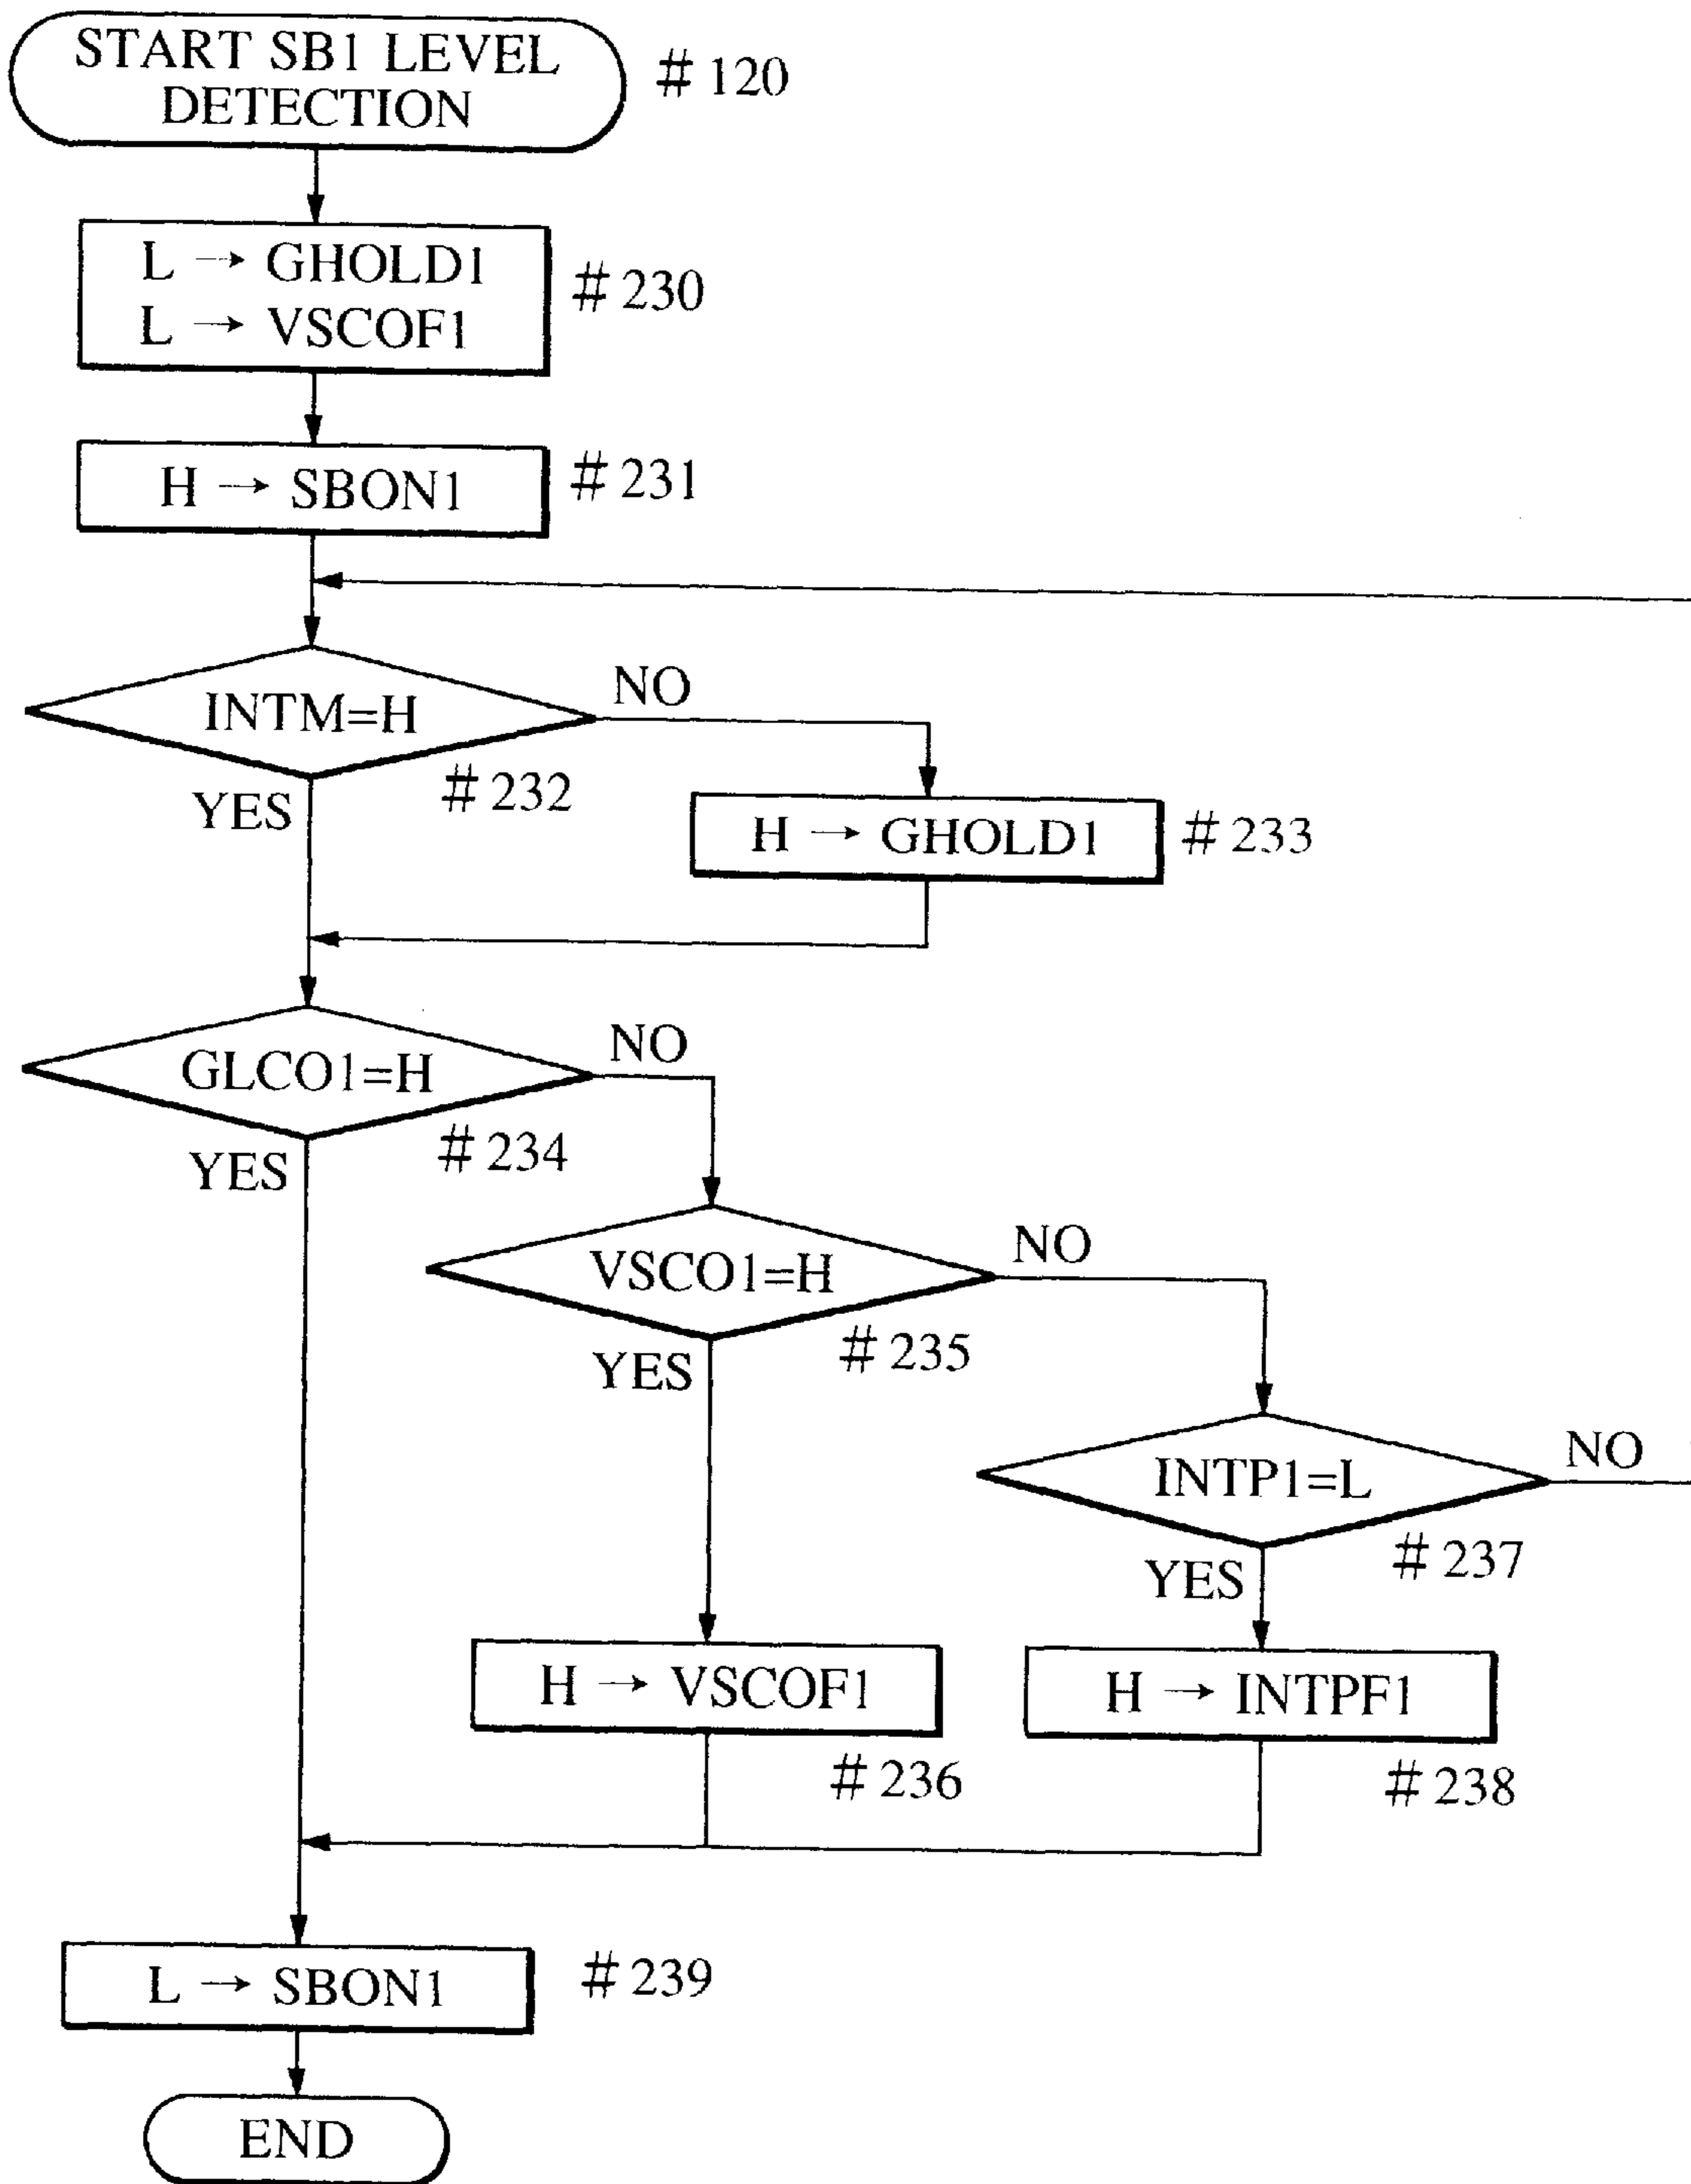 START SB1 LEVEL
DETECTION
# 120
L → GHOLD1
L → VSCOF1
# 230
H → SBON1
# 231
INTM=H
NO
YES
# 232
H → GHOLD1
# 233
GLCO1=H
NO
YES
# 234
VSCO1=H
NO
YES
# 235
INTP1=L
NO
YES
# 237
H → VSCOF1
# 236
H → INTPF1
# 238
L → SBON1
# 239
END